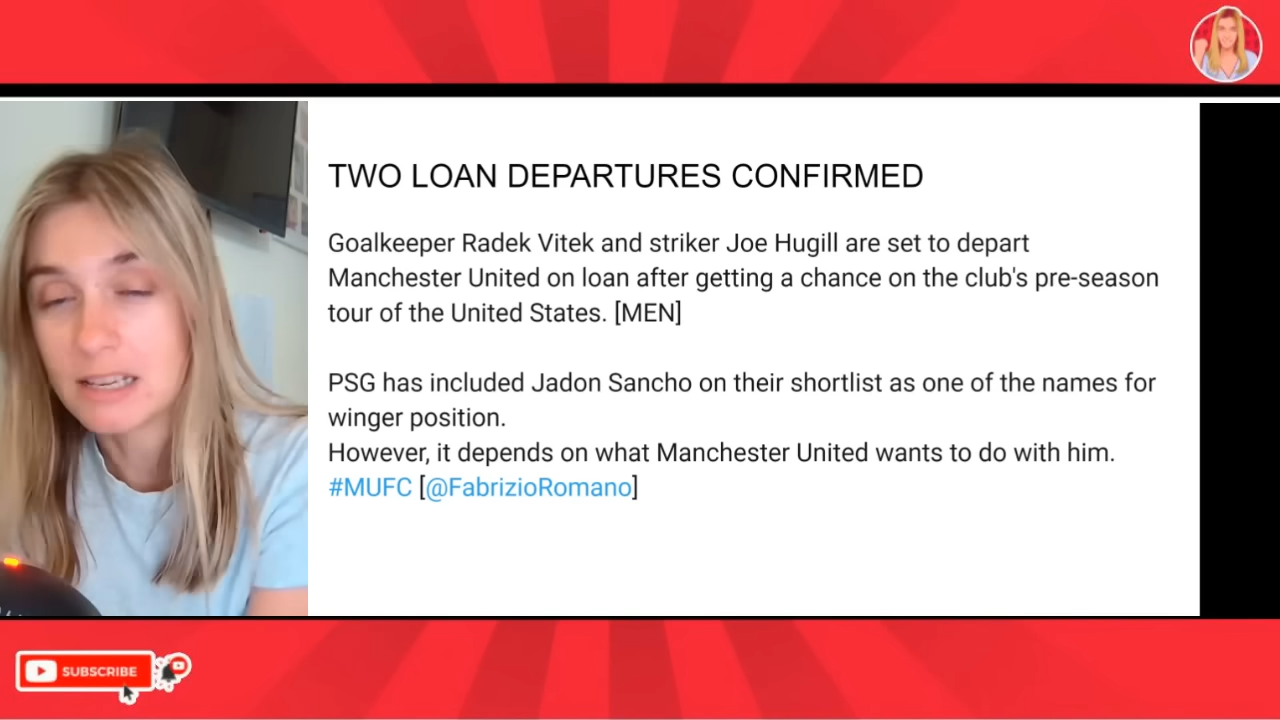 TWO LOAN DEPARTURES CONFIRMED
Goalkeeper Radek Vitek and striker Joe Hugill are set to depart
Manchester United on loan after getting a chance on the club's pre-season
tour of the United States. [MEN]
PSG has included Jadon Sancho on their shortlist as one of the names for
winger position.
However, it depends on what Manchester United wants to do with him.
#MUFC [@FabrizioRomano]
SUBSCRIBE